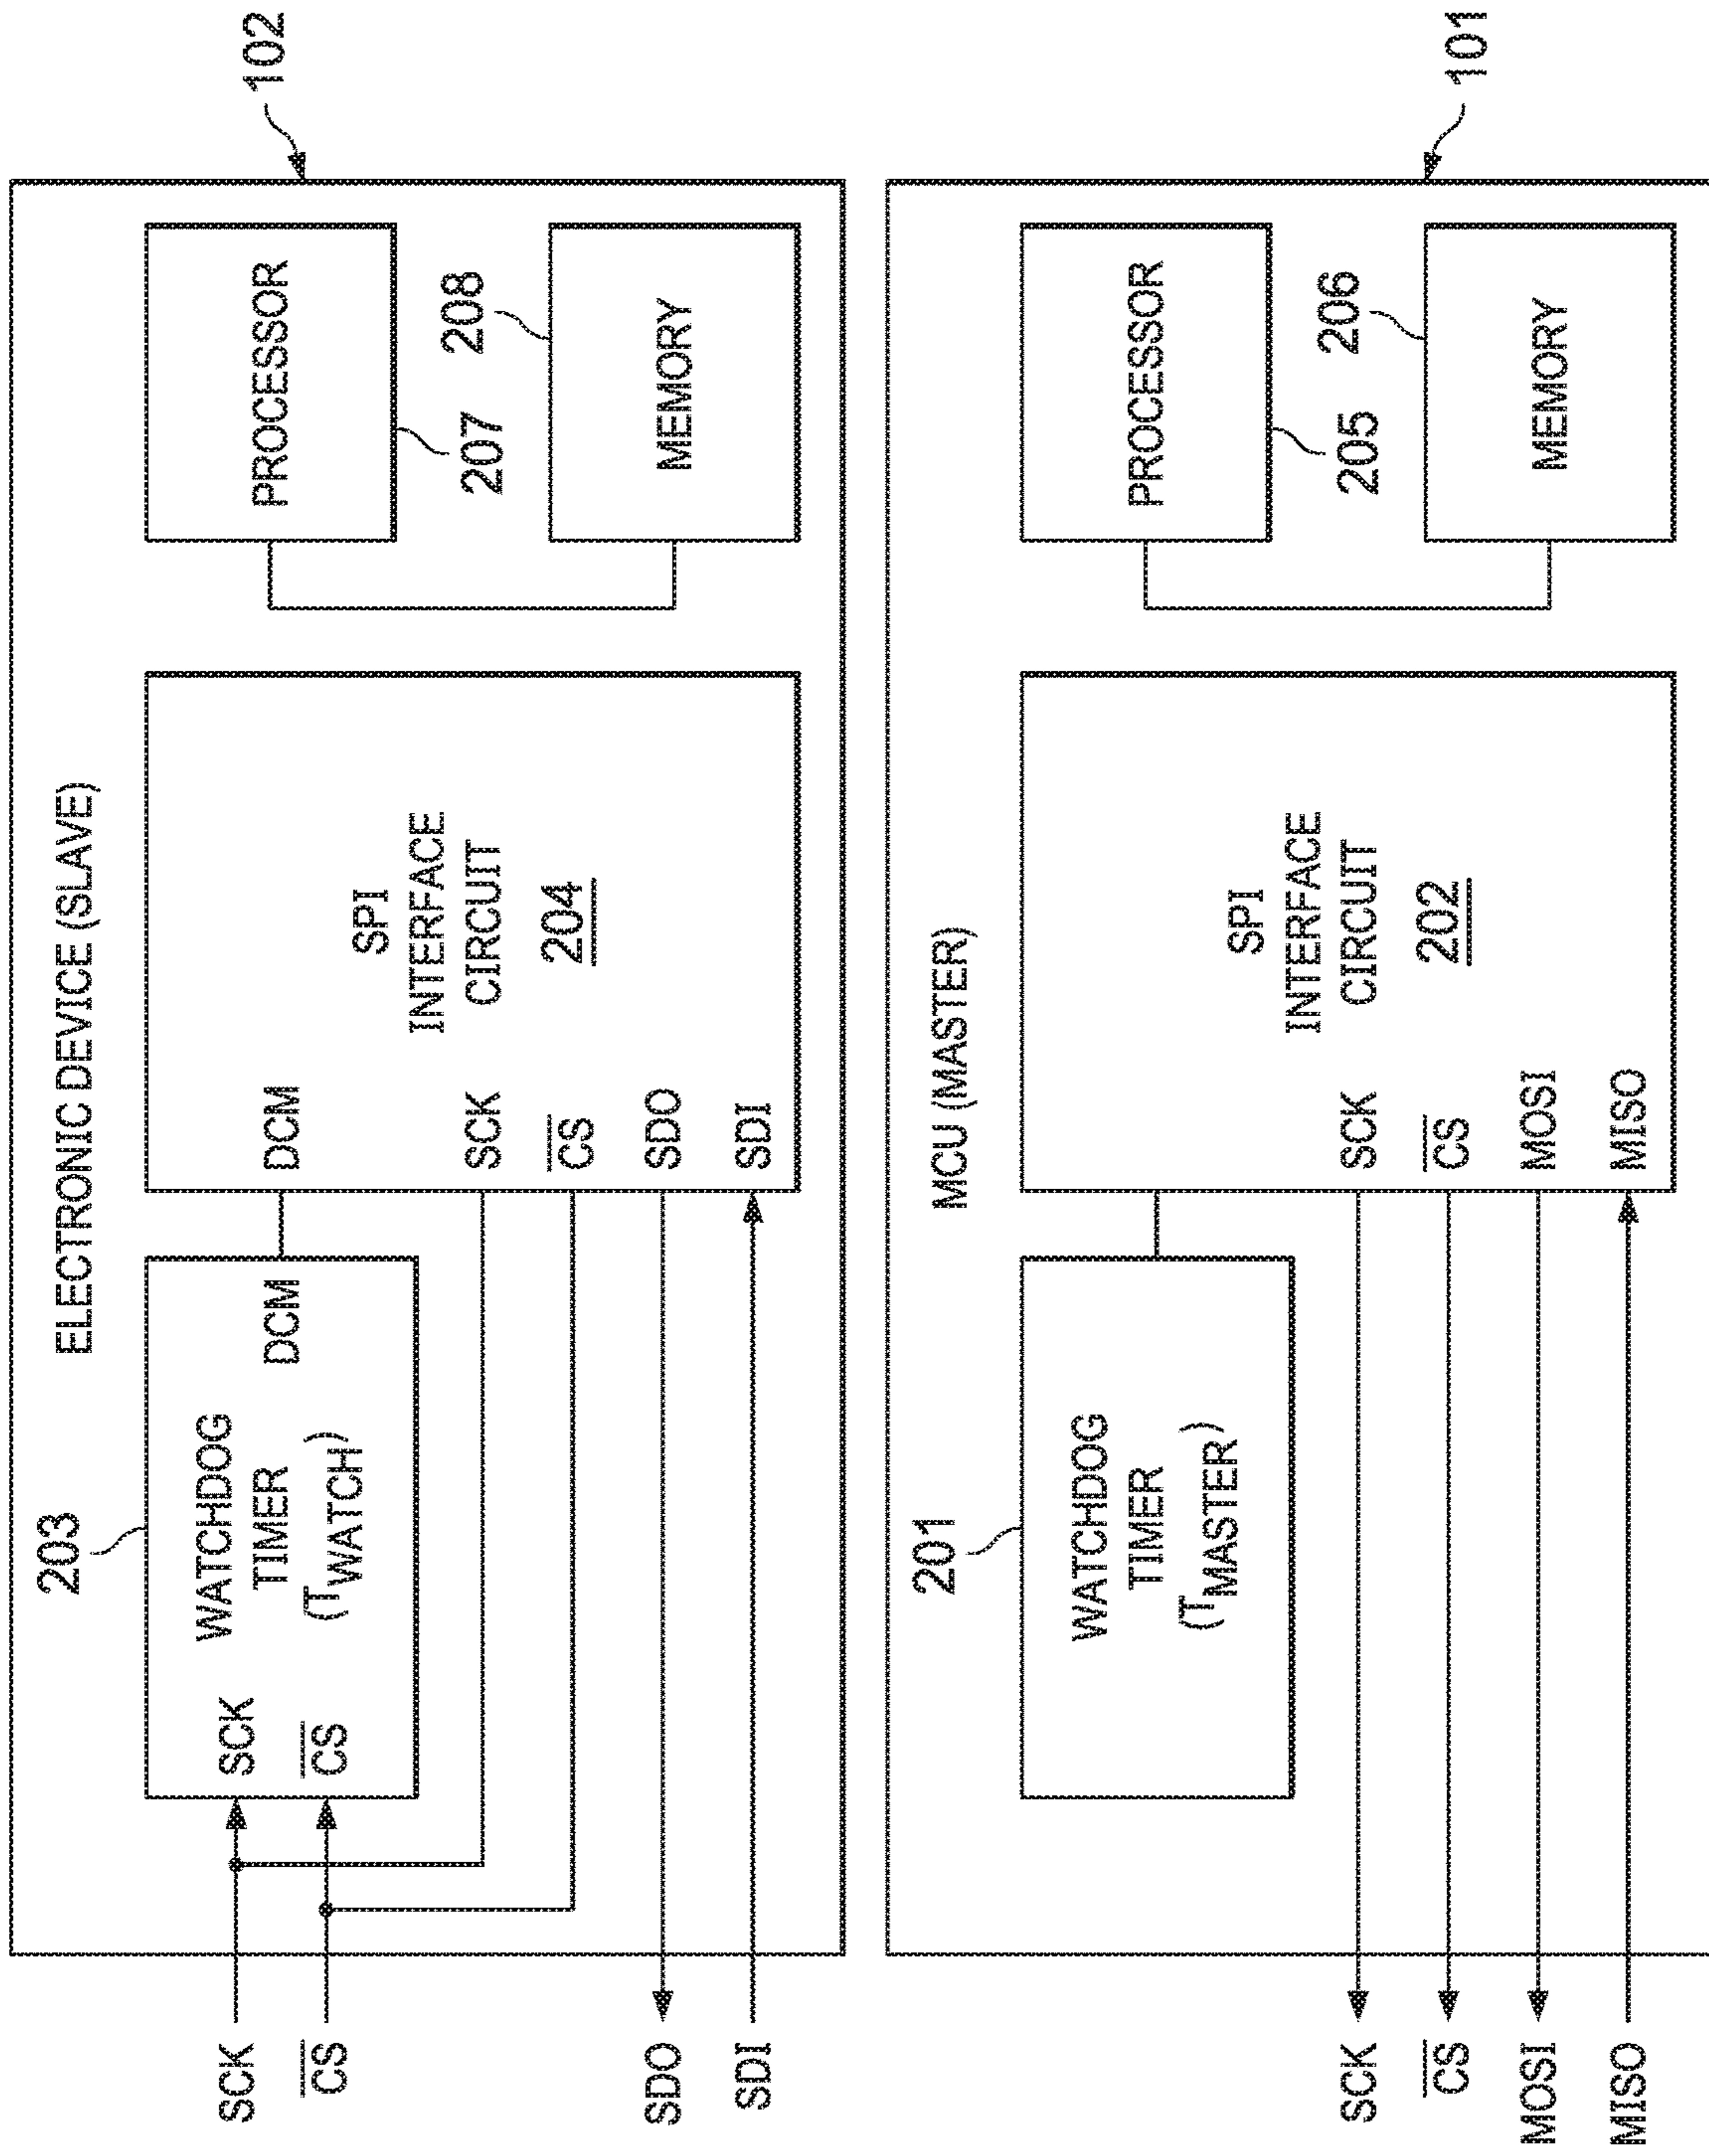 ELECTRONIC DEVICE (SLAVE)
102
203
WATCHDOG
TIMER
(TWATCH)
SCK
CS
DCM
DCM
SCK
CS
SDO
SDI
SPI
INTERFACE
CIRCUIT
204
PROCESSOR
207
208
MEMORY
SCK
CS
SDO
SDI
MCU (MASTER)
101
201
WATCHDOG
TIMER
(TMASTER)
SCK
CS
MOSI
MISO
SPI
INTERFACE
CIRCUIT
202
PROCESSOR
205
206
MEMORY
SCK
CS
MOSI
MISO